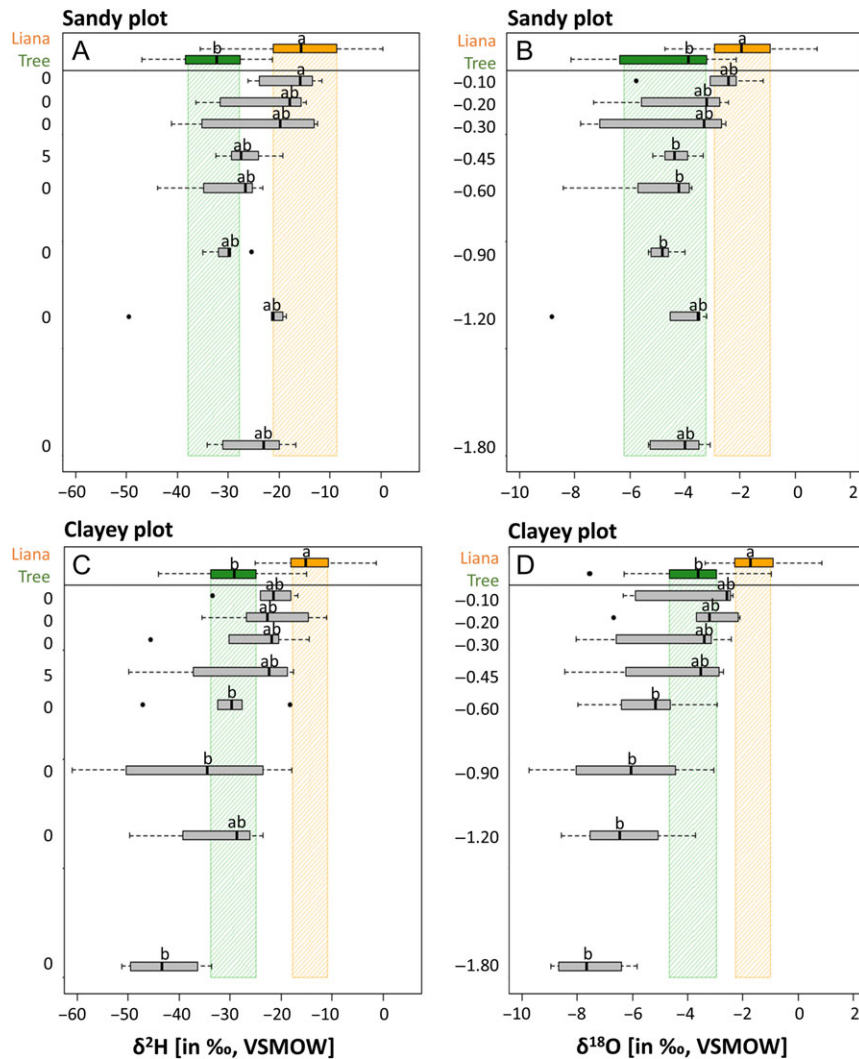 Sandy plot
Sandy plot
Liana
Tree
A
b
a
B
b
a
0
a
-0.10
ab
0
ab
-0.20
ab
0
ab
-0.30
ab
5
ab
-0.45
b
0
ab
-0.60
b
0
ab
-0.90
b
0
ab
-1.20
ab
0
ab
-1.80
ab
-60 -50 -40 -30 -20 -10 0
-10 -8 -6 -4 -2 0 2
Clayey plot
Clayey plot
Liana
Tree
C
b
a
D
b
a
0
ab
-0.10
ab
0
ab
-0.20
ab
0
ab
-0.30
ab
5
ab
-0.45
ab
0
b
-0.60
b
0
b
-0.90
b
0
ab
-1.20
b
0
b
-1.80
b
-60 -50 -40 -30 -20 -10 0
-10 -8 -6 -4 -2 0 2
δ²H [in ‰, VSMOW]
δ¹⁸O [in ‰, VSMOW]